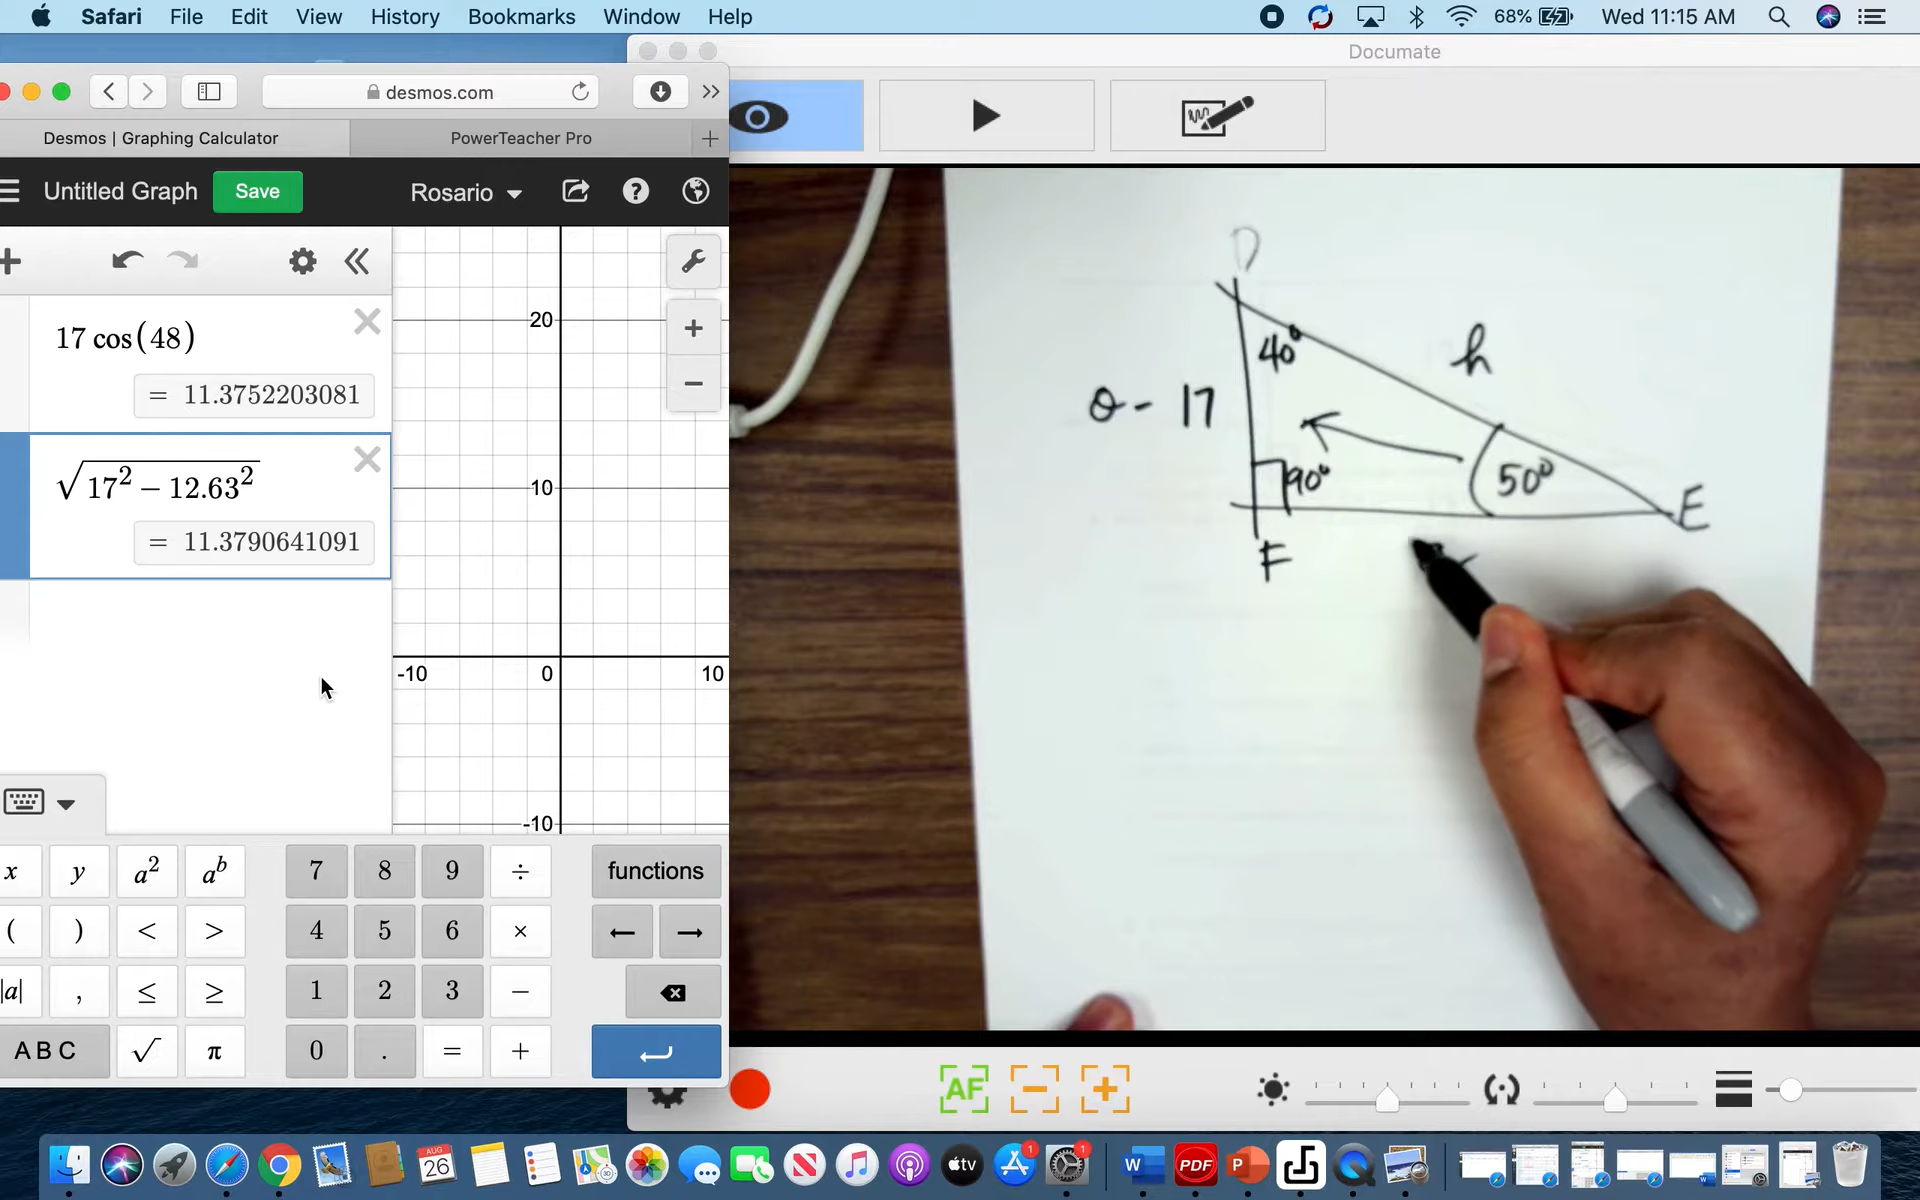 Safari File Edit View History Bookmarks Window Help 68% Wed 11:15 AM
Documate
desmos.com
Desmos | Graphing Calculator PowerTeacher Pro
Untitled Graph Save Rosario
17 cos(48)
= 11.3752203081
√17² − 12.63²
= 11.3790641091
20
10
-10 0 10
-10
D
40° h
θ - 17
90° 50° E
F
x y a² aᵇ 7 8 9 ÷ functions
( ) < > 4 5 6 × ← →
|a| , ≤ ≥ 1 2 3 −
A B C √ π 0 . = +
AF
AUG
26
tv
1
1
W
PDF
P